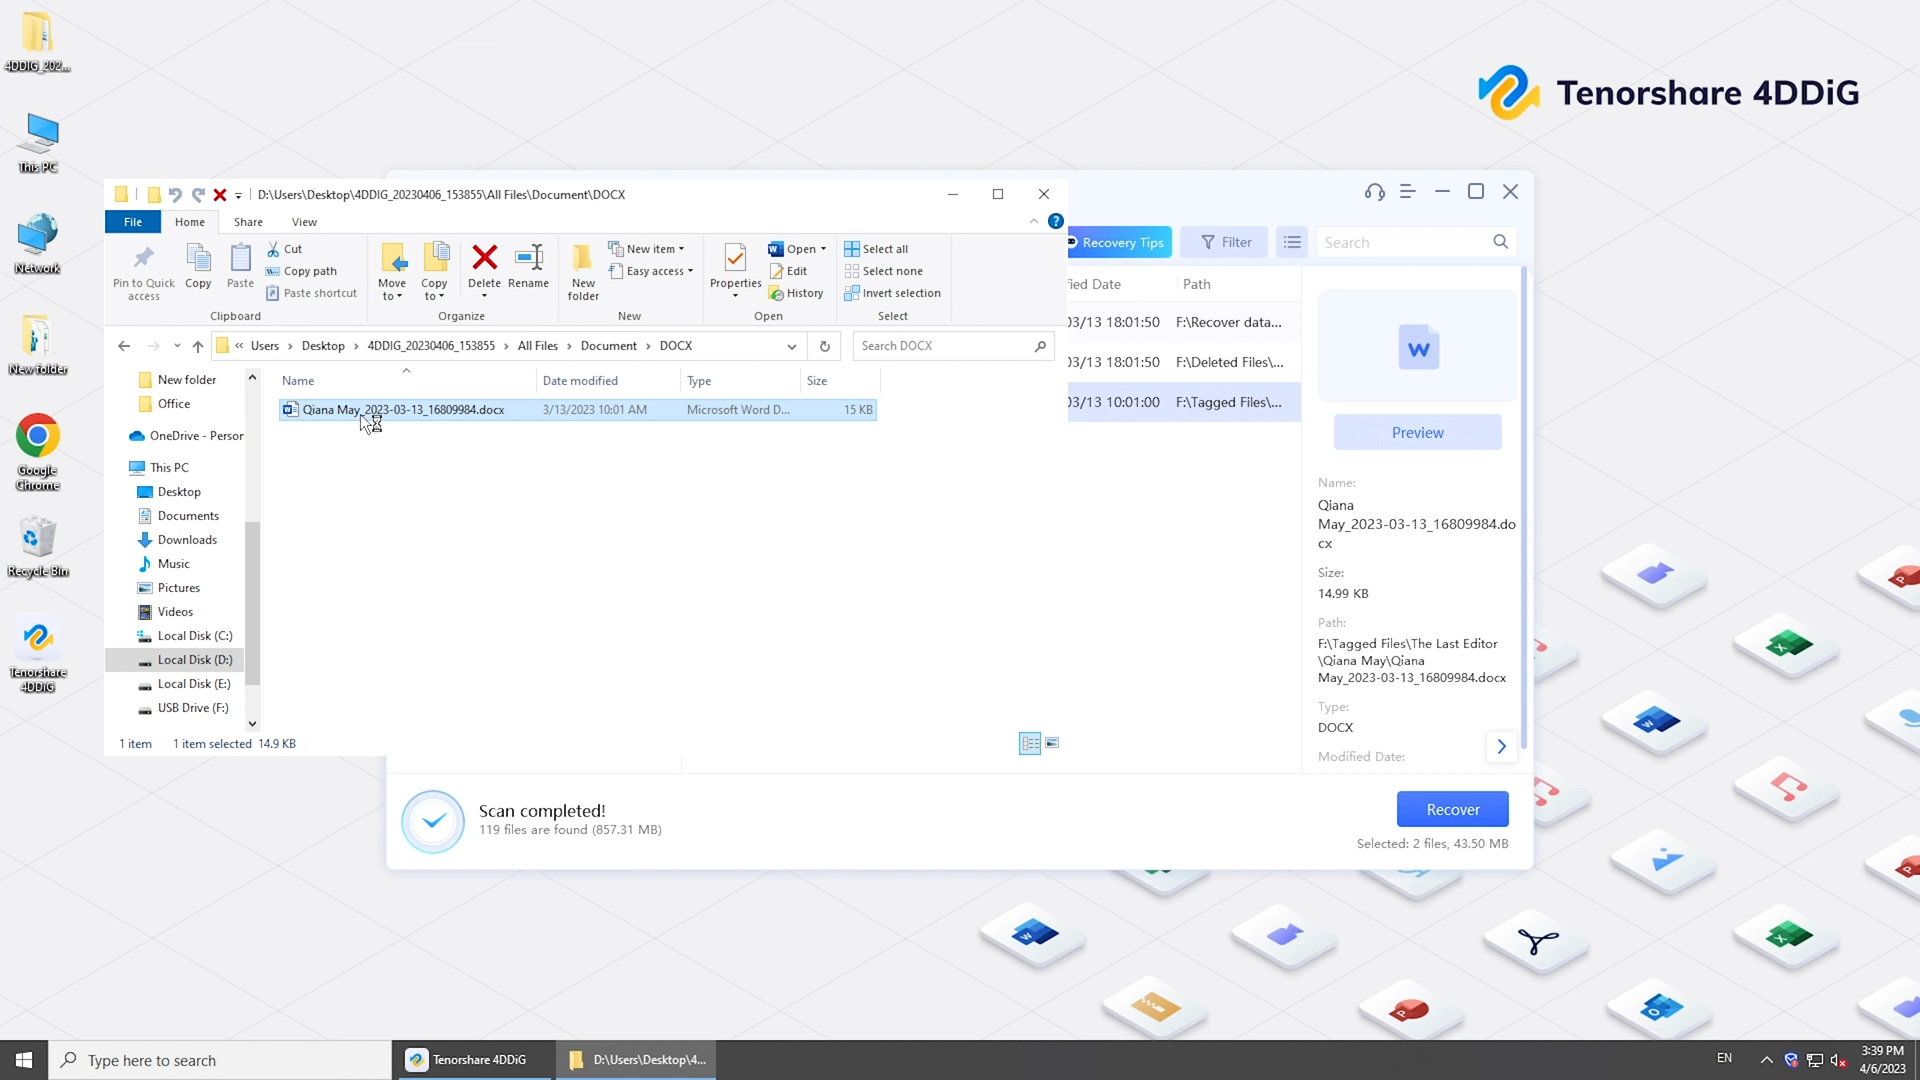 4DDIG_202...
This PC
Network
New folder
Google
Chrome
Recycle Bin
Tenorshare
4DDiG
Tenorshare 4DDiG
D:\Users\Desktop\4DDIG_20230406_153855\All Files\Document\DOCX
File Home Share View
Pin to Quick
access
Copy
Paste
Cut
Copy path
Paste shortcut
Clipboard
Move
to
Copy
to
Delete
Rename
Organize
New
folder
New item
Easy access
New
Properties
Open
Edit
History
Open
Select all
Select none
Invert selection
Select
« Users > Desktop > 4DDIG_20230406_153855 > All Files > Document > DOCX
Search DOCX
New folder
Office
OneDrive - Person
This PC
Desktop
Documents
Downloads
Music
Pictures
Videos
Local Disk (C:)
Local Disk (D:)
Local Disk (E:)
USB Drive (F:)
Name Date modified Type Size
Qiana May_2023-03-13_16809984.docx 3/13/2023 10:01 AM Microsoft Word D... 15 KB
1 item 1 item selected 14.9 KB
Recovery Tips Filter Search
fied Date Path
03/13 18:01:50 F:\Recover data...
03/13 18:01:50 F:\Deleted Files\...
03/13 10:01:00 F:\Tagged Files\...
W
Preview
Name:
Qiana
May_2023-03-13_16809984.do
cx
Size:
14.99 KB
Path:
F:\Tagged Files\The Last Editor
\Qiana May\Qiana
May_2023-03-13_16809984.docx
Type:
DOCX
Modified Date:
Scan completed!
119 files are found (857.31 MB)
Recover
Selected: 2 files, 43.50 MB
Type here to search
Tenorshare 4DDiG
D:\Users\Desktop\4...
EN
3:39 PM
4/6/2023